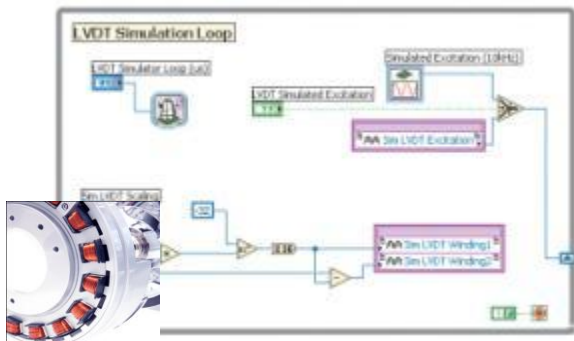 LVDT Simulation Loop
LVDT Simulator Loop (us)
Simulated Excitation (10kHz)
LVDT Simulated Excitation
Sim LVDT Excitation
Sim LVDT Scaling
Sim LVDT Winding1
Sim LVDT Winding2